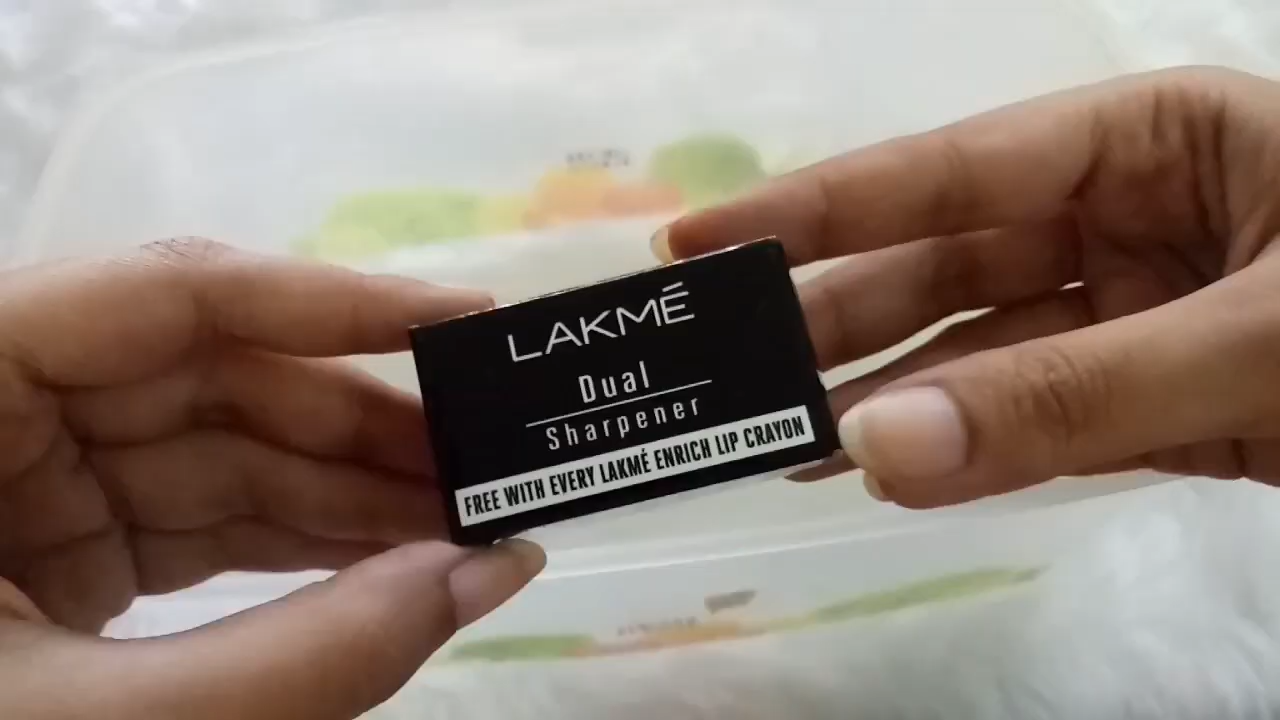 LAKMÉ
Dual
Sharpener
FREE WITH EVERY LAKMÉ ENRICH LIP CRAYON